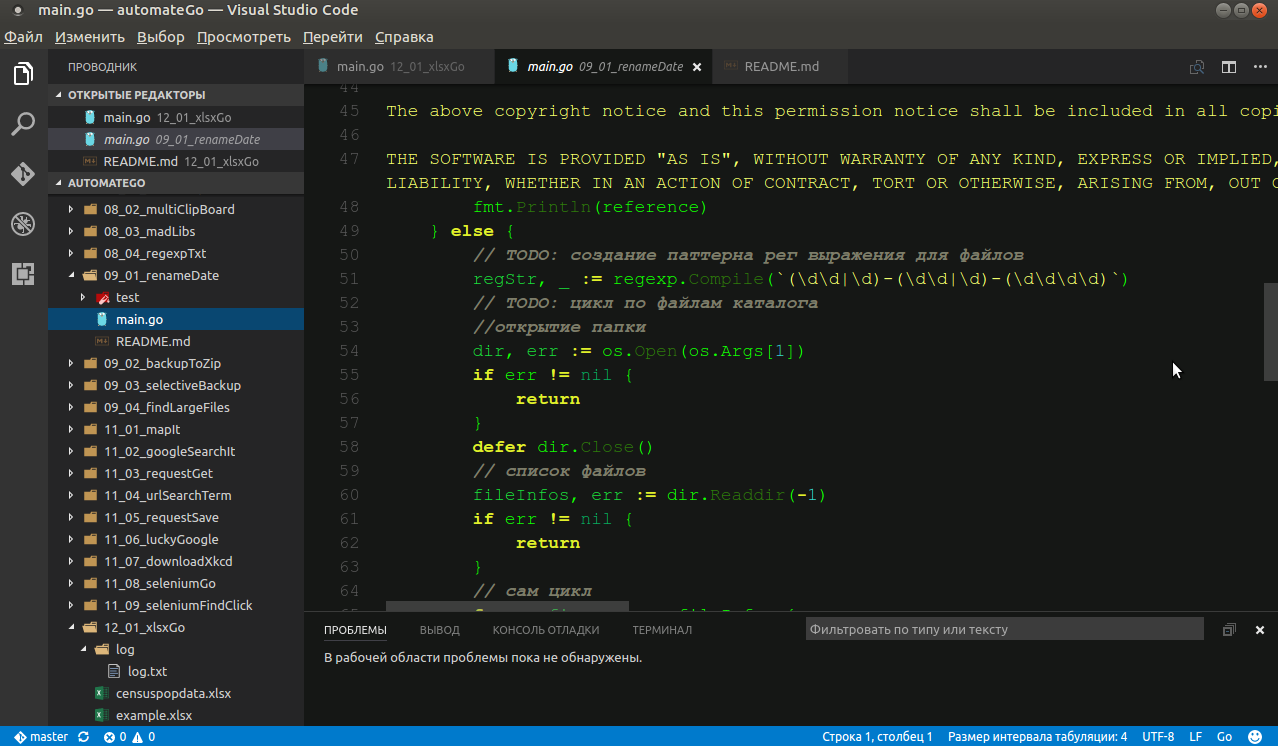 main.go — automateGo — Visual Studio Code
Файл Изменить Выбор Просмотреть Перейти Справка
ПРОВОДНИК
ОТКРЫТЫЕ РЕДАКТОРЫ
main.go 12_01_xlsxGo
main.go 09_01_renameDate
README.md 12_01_xlsxGo
AUTOMATEGO
08_02_multiClipBoard
08_03_madLibs
08_04_regexpTxt
09_01_renameDate
test
main.go
README.md
09_02_backupToZip
09_03_selectiveBackup
09_04_findLargeFiles
11_01_mapIt
11_02_googleSearchIt
11_03_requestGet
11_04_urlSearchTerm
11_05_requestSave
11_06_luckyGoogle
11_07_downloadXkcd
11_08_seleniumGo
11_09_seleniumFindClick
12_01_xlsxGo
log
log.txt
censuspopdata.xlsx
example.xlsx
main.go 12_01_xlsxGo main.go 09_01_renameDate README.md
44
45 The above copyright notice and this permission notice shall be included in all copi
46
47 THE SOFTWARE IS PROVIDED "AS IS", WITHOUT WARRANTY OF ANY KIND, EXPRESS OR IMPLIED,
LIABILITY, WHETHER IN AN ACTION OF CONTRACT, TORT OR OTHERWISE, ARISING FROM, OUT O
48 fmt.Println(reference)
49 } else {
50 // TODO: создание паттерна рег выражения для файлов
51 regStr, _ := regexp.Compile(`(\d\d|\d)-(\d\d|\d)-(\d\d\d\d)`)
52 // TODO: цикл по файлам каталога
53 //открытие папки
54 dir, err := os.Open(os.Args[1])
55 if err != nil {
56 return
57 }
58 defer dir.Close()
59 // список файлов
60 fileInfos, err := dir.Readdir(-1)
61 if err != nil {
62 return
63 }
64 // сам цикл
ПРОБЛЕМЫ ВЫВОД КОНСОЛЬ ОТЛАДКИ ТЕРМИНАЛ Фильтровать по типу или тексту
В рабочей области проблемы пока не обнаружены.
master 0 0 Строка 1, столбец 1 Размер интервала табуляции: 4 UTF-8 LF Go